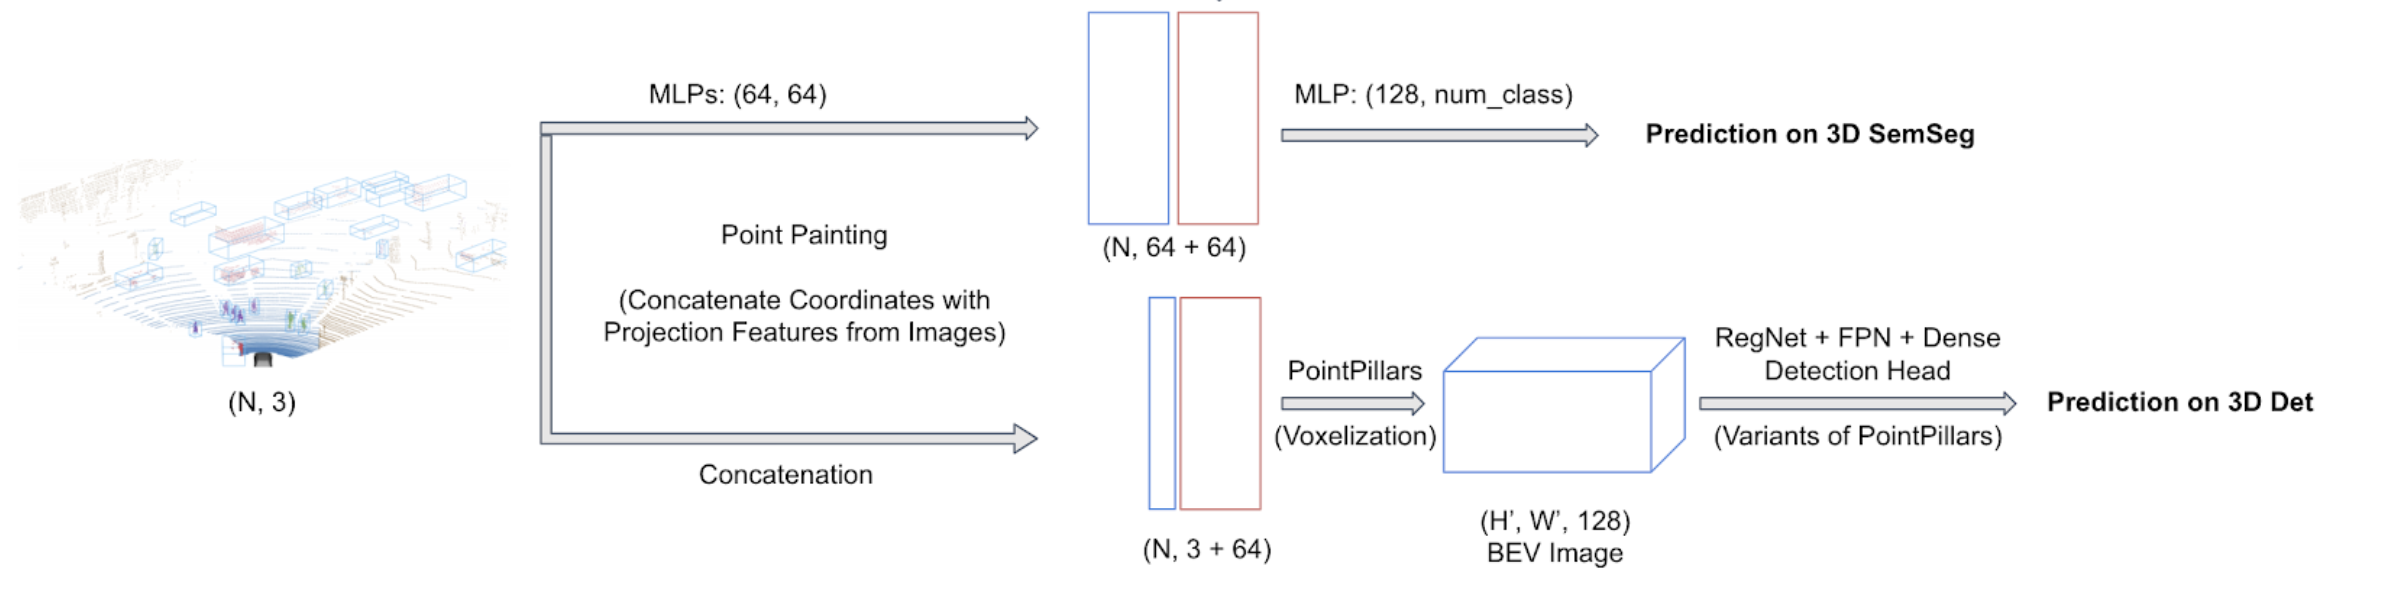 MLPs: (64, 64)
MLP: (128, num_class)
Prediction on 3D SemSeg
Point Painting
(N, 64 + 64)
(Concatenate Coordinates with
Projection Features from Images)
(N, 3)
PointPillars
(Voxelization)
RegNet + FPN + Dense
Detection Head
(Variants of PointPillars)
Prediction on 3D Det
Concatenation
(N, 3 + 64)
(H’, W’, 128)
BEV Image